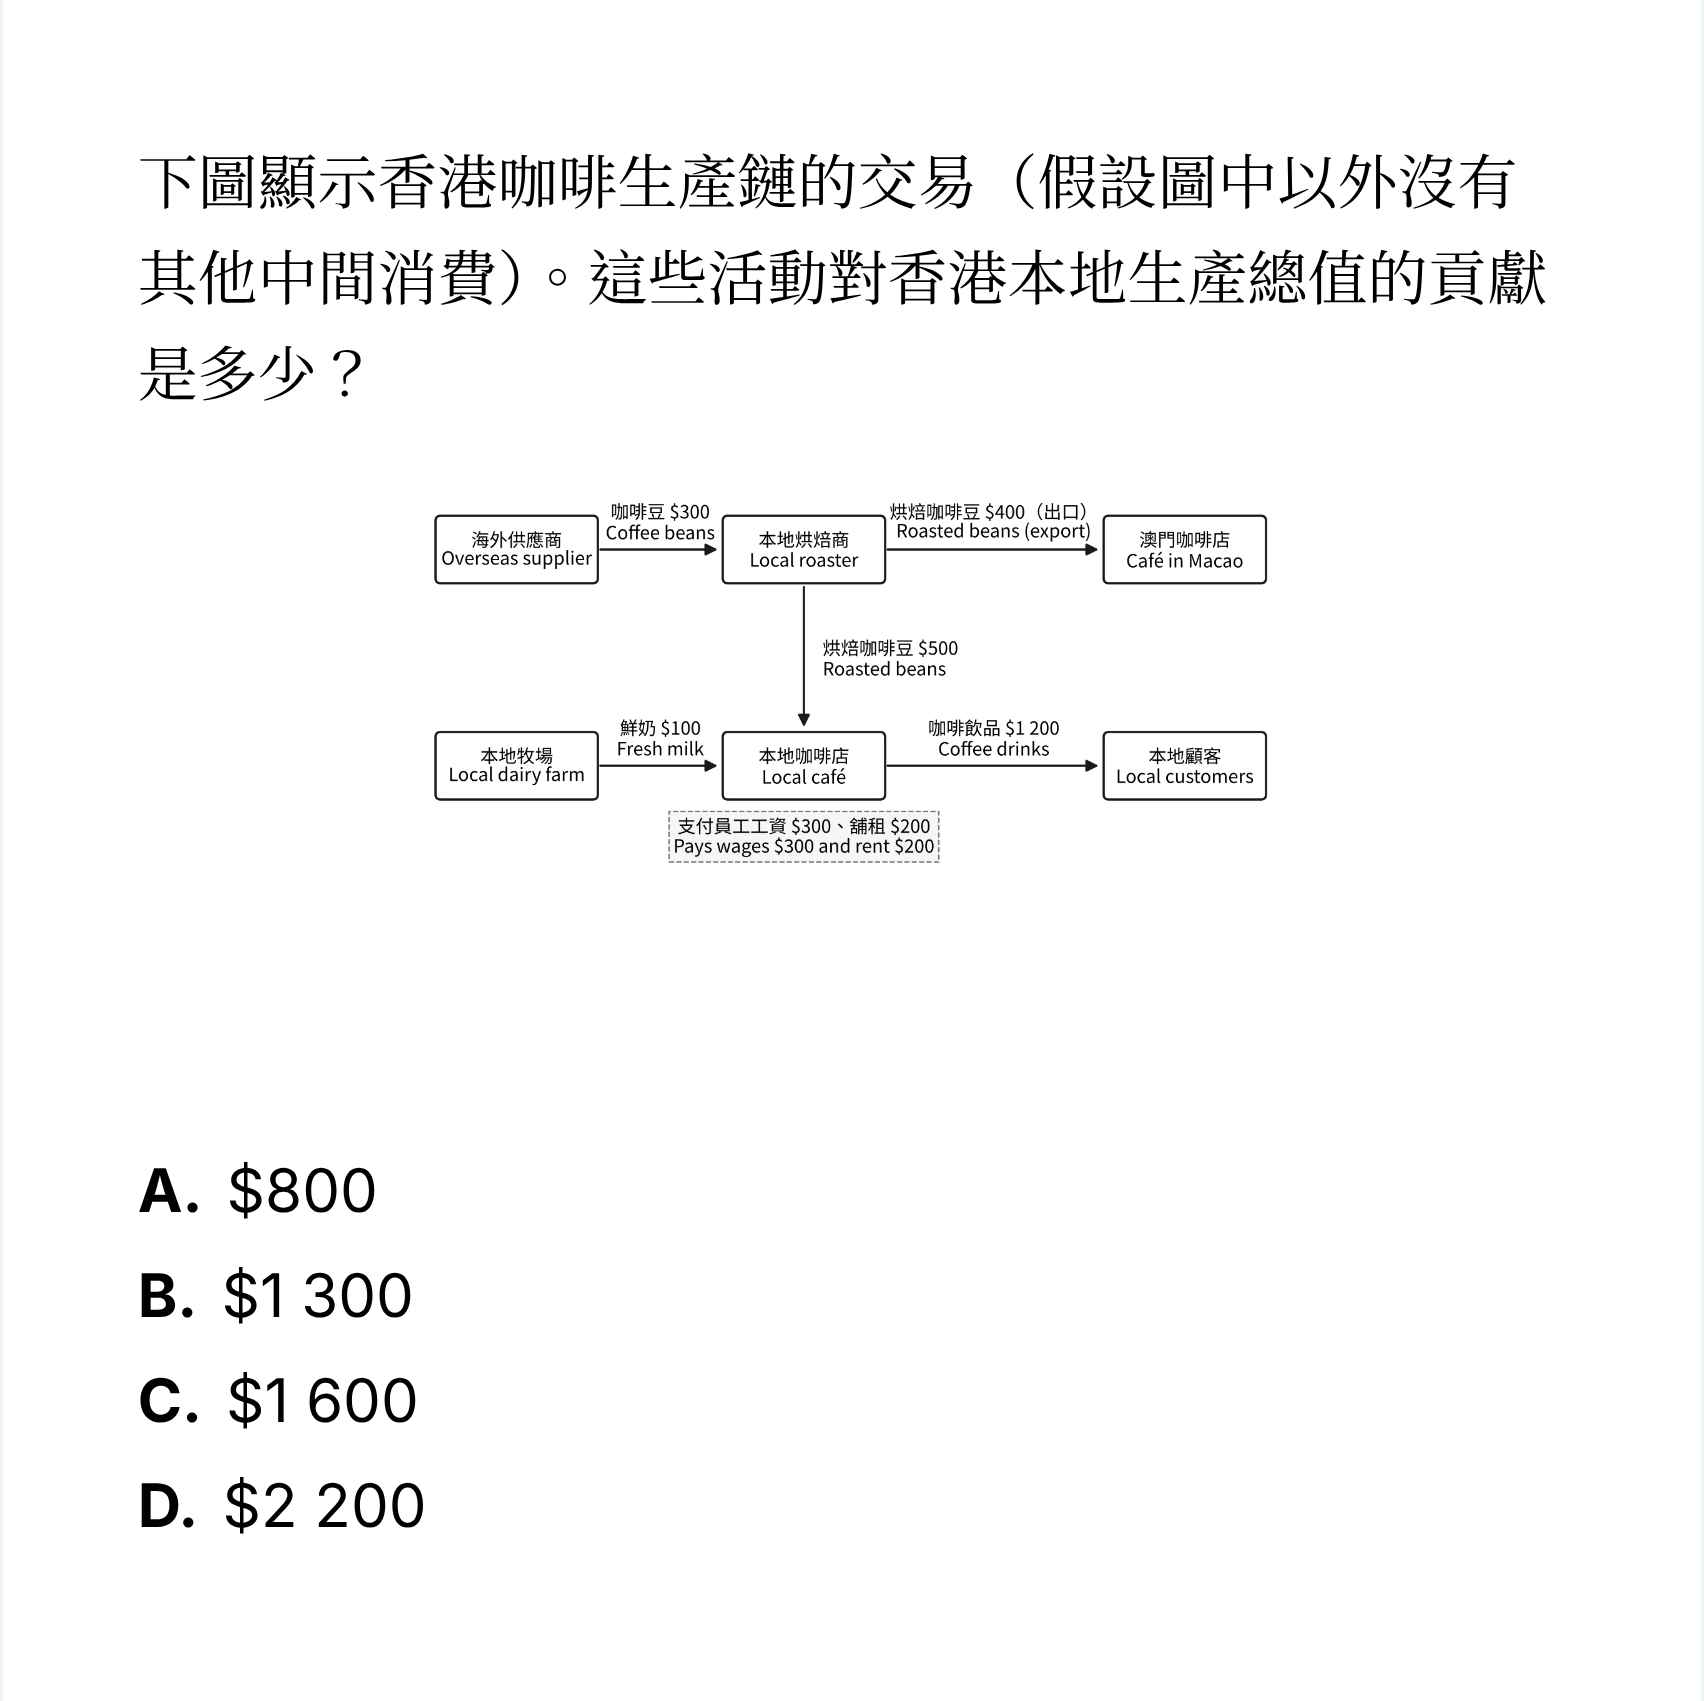 下圖顯示香港咖啡生產鏈的交易（假設圖中以外沒有
其他中間消費）。這些活動對香港本地生產總值的貢獻
是多少？
海外供應商
Overseas supplier
咖啡豆 $300
Coffee beans
本地烘焙商
Local roaster
烘焙咖啡豆 $400（出口）
Roasted beans (export)
澳門咖啡店
Café in Macao
烘焙咖啡豆 $500
Roasted beans
本地牧場
Local dairy farm
鮮奶 $100
Fresh milk
本地咖啡店
Local café
咖啡飲品 $1 200
Coffee drinks
本地顧客
Local customers
支付員工工資 $300、舖租 $200
Pays wages $300 and rent $200
A. $800
B. $1 300
C. $1 600
D. $2 200